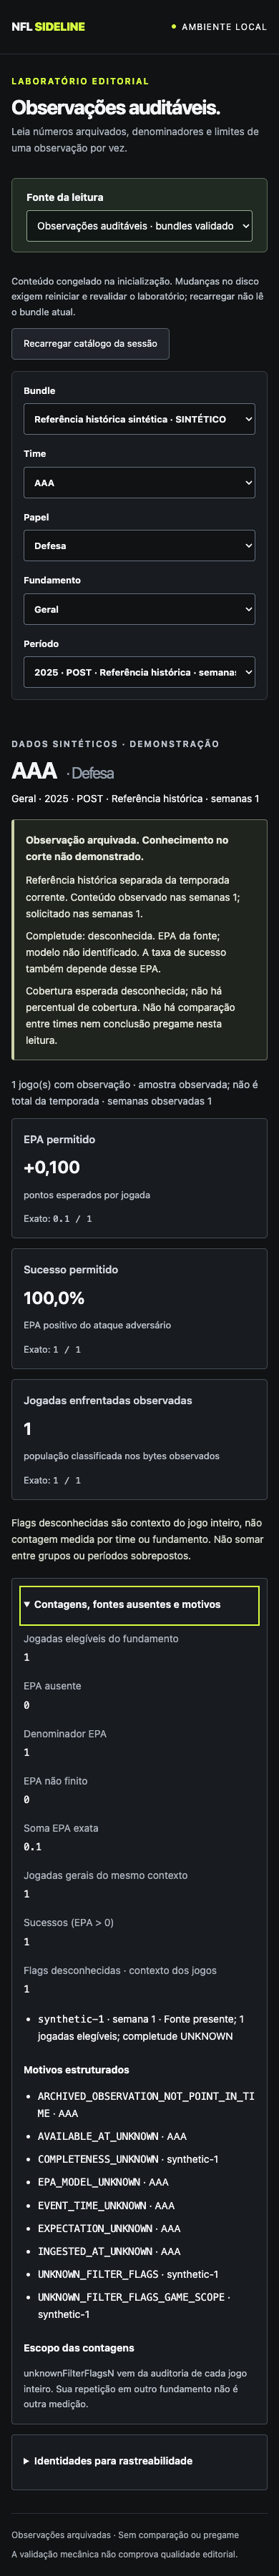 NFL SIDELINE
AMBIENTE LOCAL
LABORATÓRIO EDITORIAL
Observações auditáveis.
Leia números arquivados, denominadores e limites de
uma observação por vez.
Fonte da leitura
Observações auditáveis · bundles validado
Conteúdo congelado na inicialização. Mudanças no disco
exigem reiniciar e revalidar o laboratório; recarregar não lê
o bundle atual.
Recarregar catálogo da sessão
Bundle
Referência histórica sintética · SINTÉTICO
Time
AAA
Papel
Defesa
Fundamento
Geral
Período
2025 · POST · Referência histórica · semanas
DADOS SINTÉTICOS · DEMONSTRAÇÃO
AAA · Defesa
Geral · 2025 · POST · Referência histórica · semanas 1
Observação arquivada. Conhecimento no
corte não demonstrado.
Referência histórica separada da temporada
corrente. Conteúdo observado nas semanas 1;
solicitado nas semanas 1.
Completude: desconhecida. EPA da fonte;
modelo não identificado. A taxa de sucesso
também depende desse EPA.
Cobertura esperada desconhecida; não há
percentual de cobertura. Não há comparação
entre times nem conclusão pregame nesta
leitura.
1 jogo(s) com observação · amostra observada; não é
total da temporada · semanas observadas 1
EPA permitido
+0,100
pontos esperados por jogada
Exato: 0.1 / 1
Sucesso permitido
100,0%
EPA positivo do ataque adversário
Exato: 1 / 1
Jogadas enfrentadas observadas
1
população classificada nos bytes observados
Exato: 1 / 1
Flags desconhecidas são contexto do jogo inteiro, não
contagem medida por time ou fundamento. Não somar
entre grupos ou períodos sobrepostos.
▼ Contagens, fontes ausentes e motivos
Jogadas elegíveis do fundamento
1
EPA ausente
0
Denominador EPA
1
EPA não finito
0
Soma EPA exata
0.1
Jogadas gerais do mesmo contexto
1
Sucessos (EPA > 0)
1
Flags desconhecidas · contexto dos jogos
1
• synthetic-1 · semana 1 · Fonte presente; 1
jogadas elegíveis; completude UNKNOWN
Motivos estruturados
• ARCHIVED_OBSERVATION_NOT_POINT_IN_TI
ME · AAA
• AVAILABLE_AT_UNKNOWN · AAA
• COMPLETENESS_UNKNOWN · synthetic-1
• EPA_MODEL_UNKNOWN · AAA
• EVENT_TIME_UNKNOWN · AAA
• EXPECTATION_UNKNOWN · AAA
• INGESTED_AT_UNKNOWN · AAA
• UNKNOWN_FILTER_FLAGS · synthetic-1
• UNKNOWN_FILTER_FLAGS_GAME_SCOPE ·
synthetic-1
Escopo das contagens
unknownFilterFlagsN vem da auditoria de cada jogo
inteiro. Sua repetição em outro fundamento não é
outra medição.
▶ Identidades para rastreabilidade
Observações arquivadas · Sem comparação ou pregame
A validação mecânica não comprova qualidade editorial.